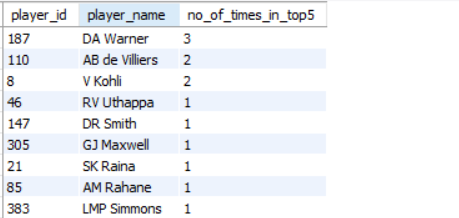 player_id player_name no_of_times_in_top5
187 DA Warner 3
110 AB de Villiers 2
8 V Kohli 2
46 RV Uthappa 1
147 DR Smith 1
305 GJ Maxwell 1
21 SK Raina 1
85 AM Rahane 1
383 LMP Simmons 1